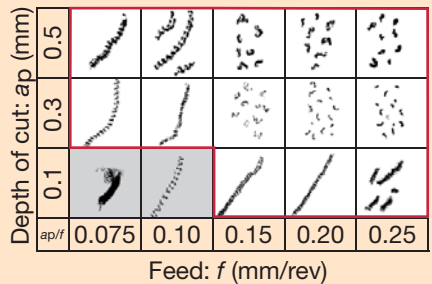 Depth of cut: ap (mm)
0.5
0.3
0.1
ap/f 0.075 0.10 0.15 0.20 0.25
Feed: f (mm/rev)